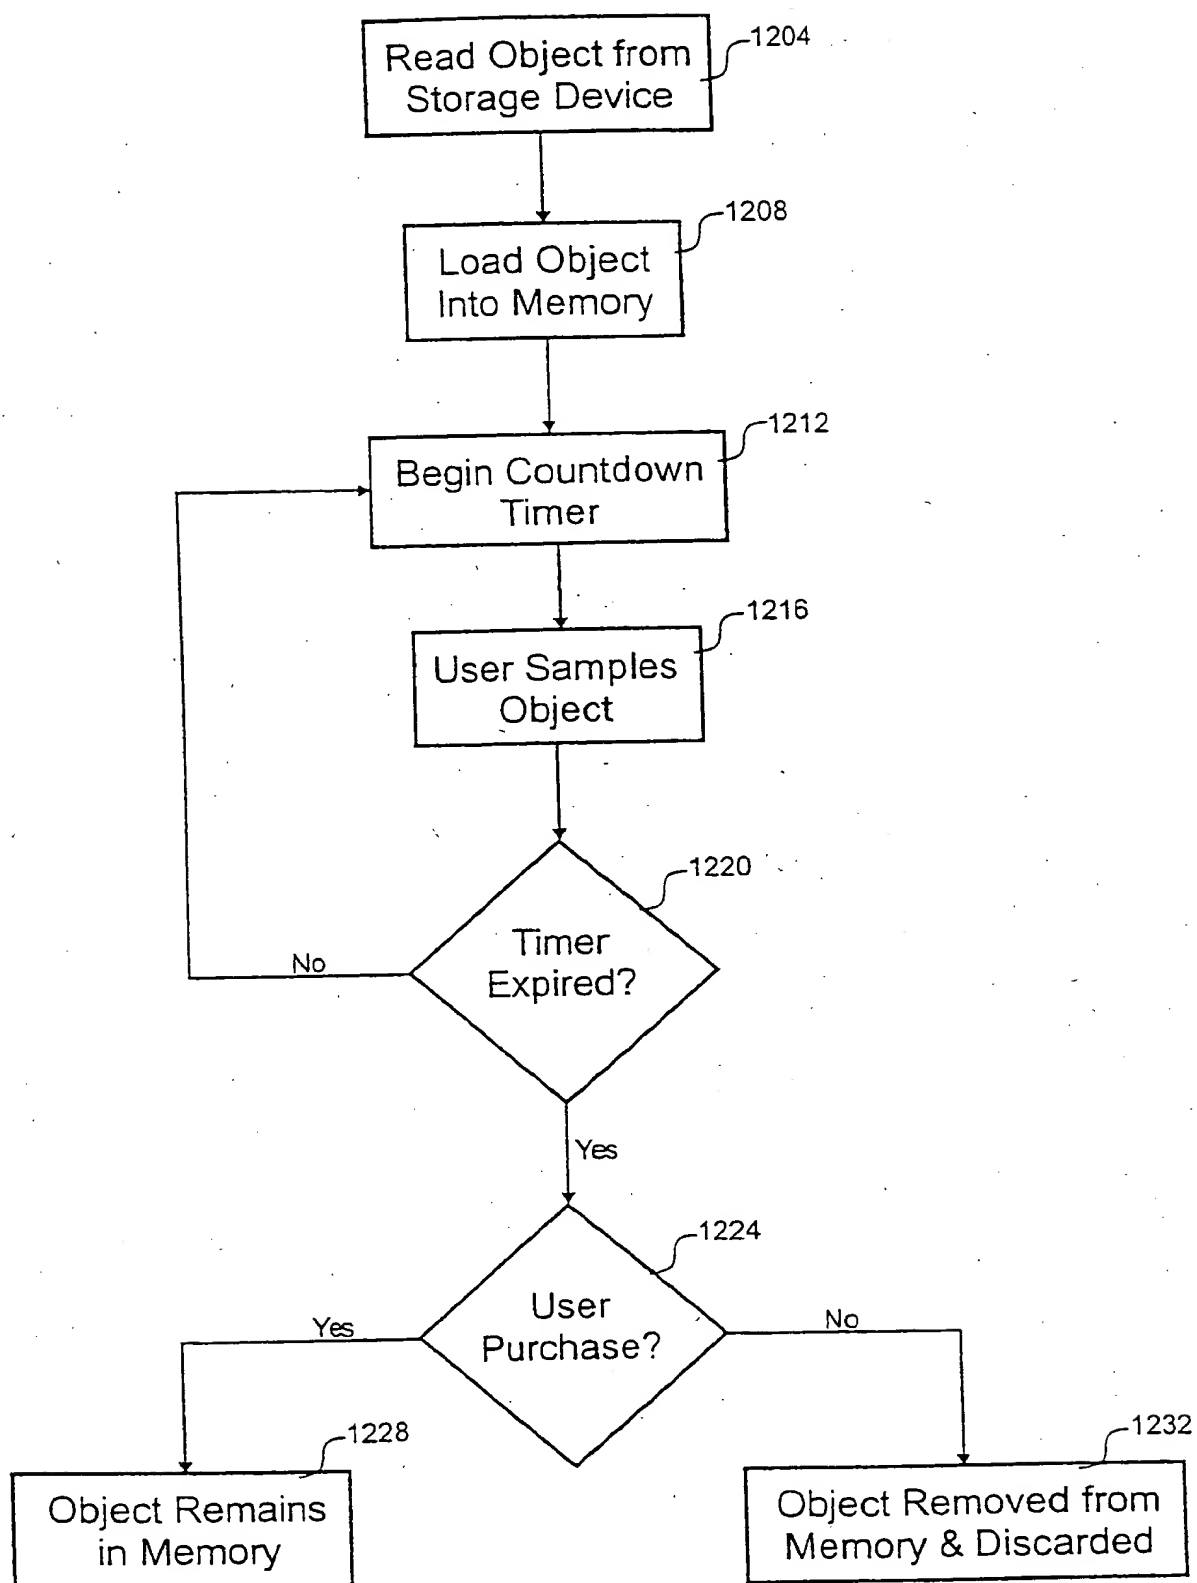 Read Object from
Storage Device
1204
Load Object
Into Memory
1208
Begin Countdown
Timer
1212
User Samples
Object
1216
Timer
Expired?
1220
No
Yes
User
Purchase?
1224
Yes
No
Object Remains
in Memory
1228
Object Removed from
Memory & Discarded
1232